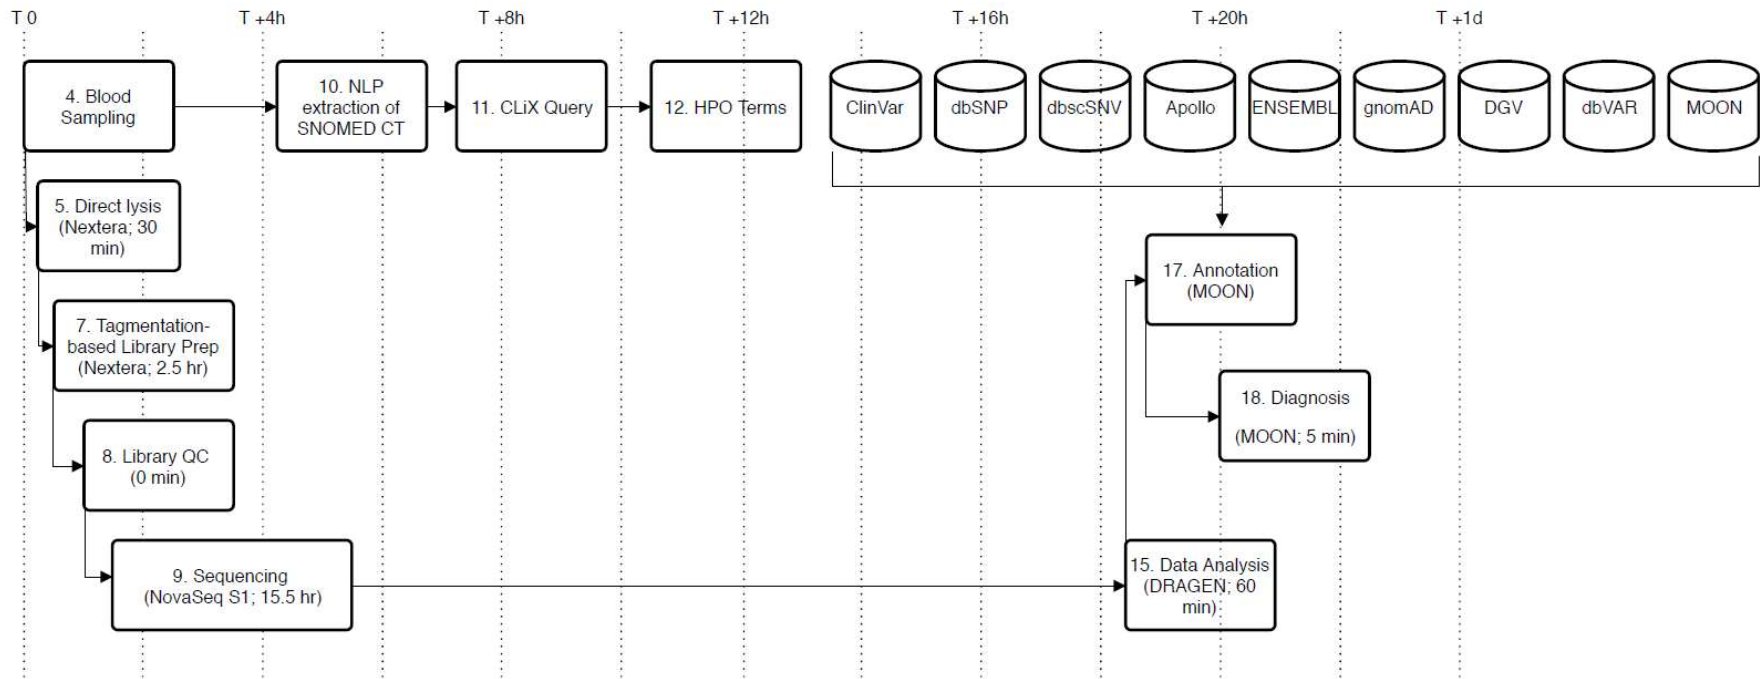 T 0
T +4h
T +8h
T +12h
T +16h
T +20h
T +1d
4. Blood
Sampling
10. NLP
extraction of
SNOMED CT
11. CLiX Query
12. HPO Terms
ClinVar
dbSNP
dbscSNV
Apollo
ENSEMBL
gnomAD
DGV
dbVAR
MOON
5. Direct lysis
(Nextera; 30
min)
7. Tagmentation-
based Library Prep
(Nextera; 2.5 hr)
8. Library QC
(0 min)
9. Sequencing
(NovaSeq S1; 15.5 hr)
17. Annotation
(MOON)
18. Diagnosis
(MOON; 5 min)
15. Data Analysis
(DRAGEN; 60
min)